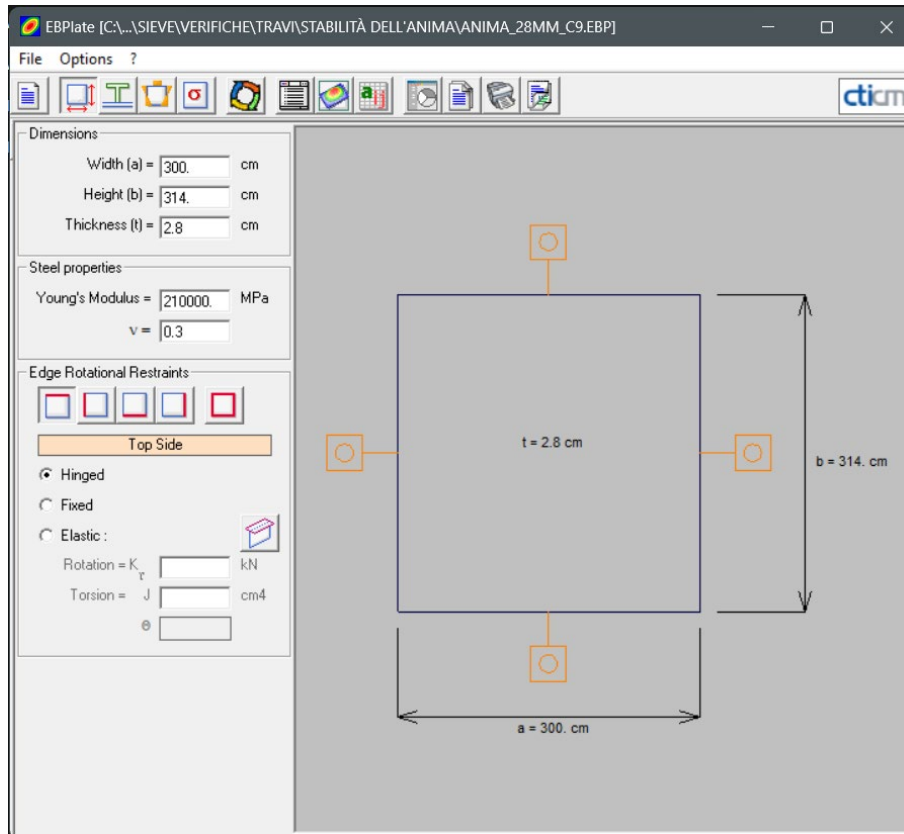 EBPlate [C:\...\SIEVE\VERIFICHE\TRAVI\STABILITÀ DELL'ANIMA\ANIMA_28MM_C9.EBP]
File Options ?
σ
a ij
cticm
Dimensions
Width (a) = 300. cm
Height (b) = 314. cm
Thickness (t) = 2.8 cm
Steel properties
Young's Modulus = 210000. MPa
ν = 0.3
Edge Rotational Restraints
Top Side
Hinged
Fixed
Elastic :
Rotation = K r kN
Torsion = J cm4
Θ
t = 2.8 cm
b = 314. cm
a = 300. cm